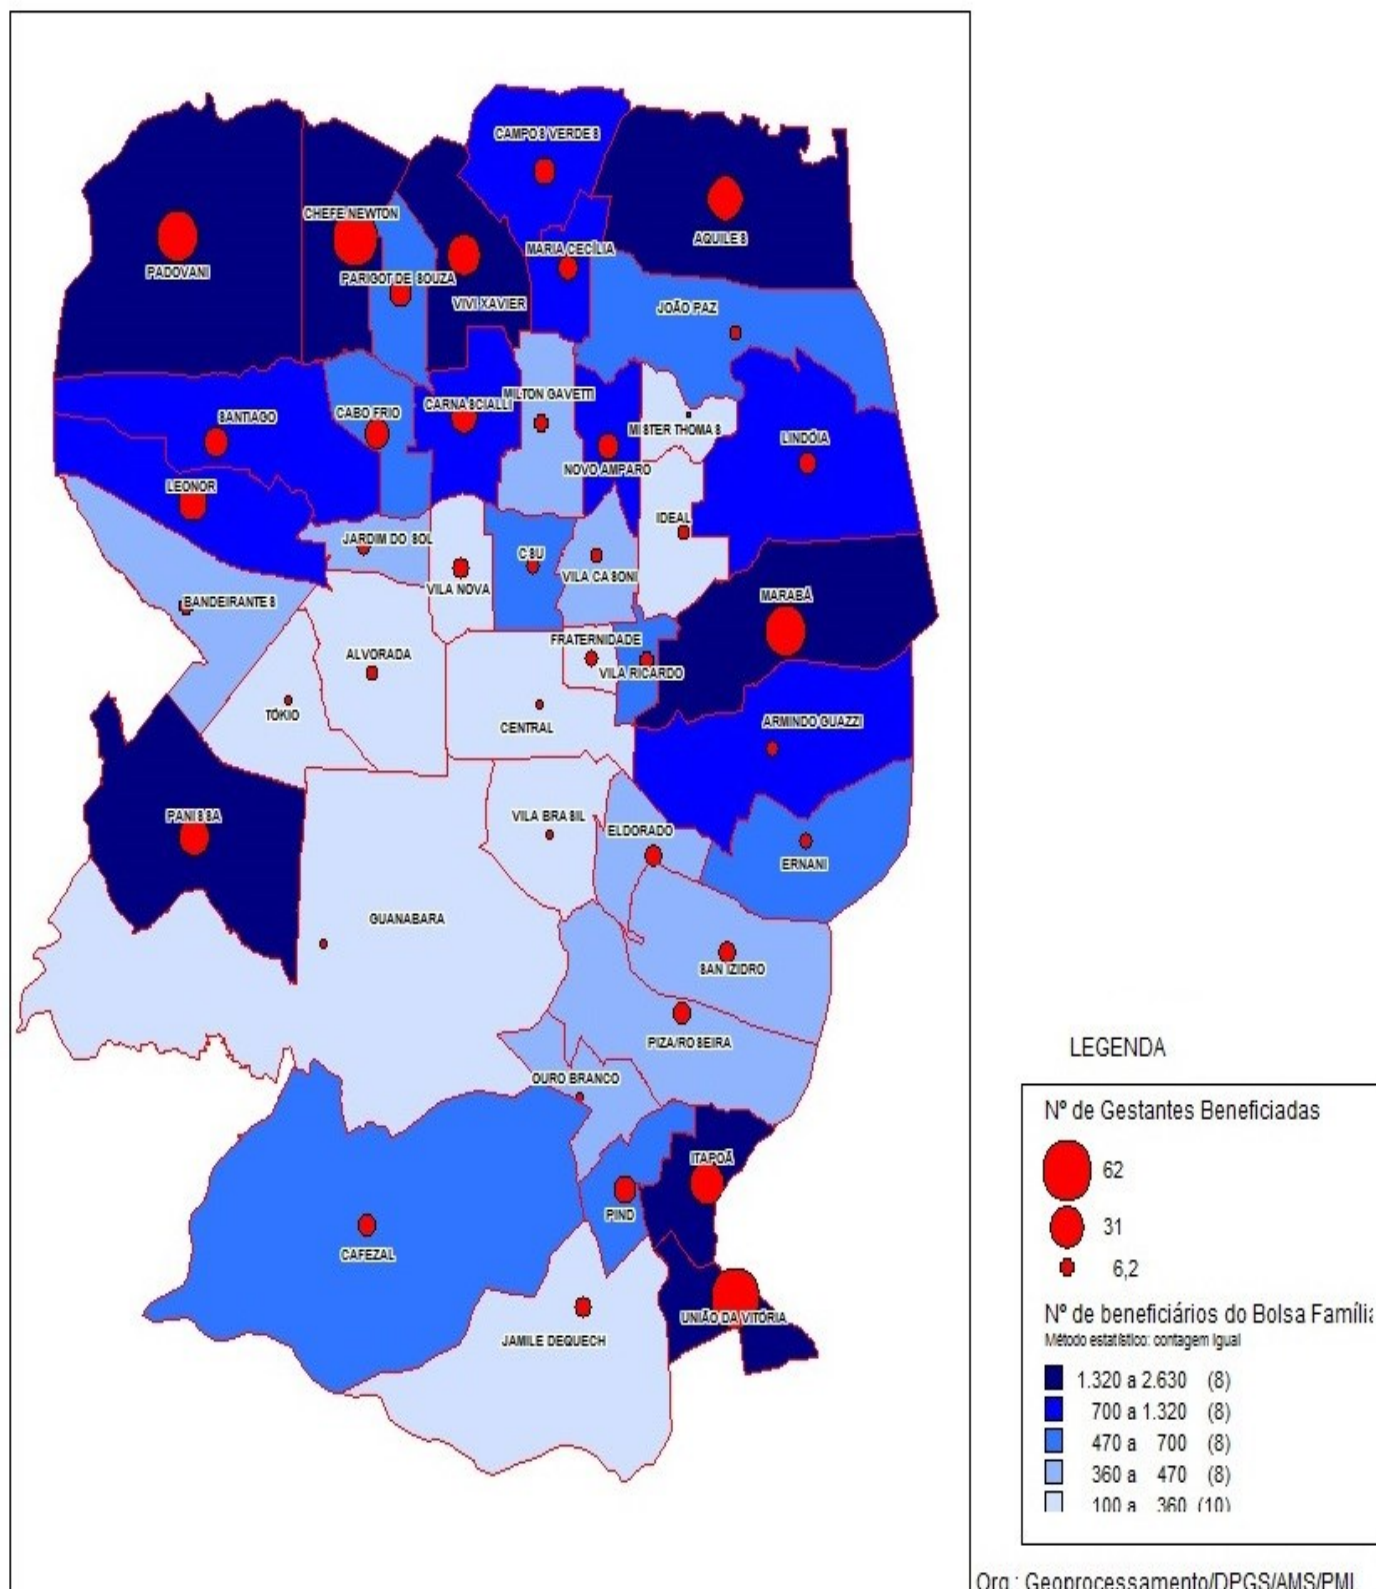 CAMPOS VERDES
CHEFE NEWTON
AQUILES
MARIA CECÍLIA
PADOVANI
PARIGOT DE SOUZA
VIVI XAVIER
JOÃO PAZ
MILTON GAVETTI
CARNASCIALLI
CABO FRIO
SANTIAGO
MISTER THOMAS
LINDÓIA
NOVO AMPARO
LEONOR
IDEAL
JARDIM DO SOL
CSU
VILA CASONI
VILA NOVA
MARABÁ
BANDEIRANTES
FRATERNIDADE
ALVORADA
VILA RICARDO
TÓKIO
CENTRAL
ARMINDO GUAZZI
PANISSA
VILA BRASIL
ELDORADO
ERNANI
GUANABARA
SAN IZIDRO
PIZA/ROSEIRA
OURO BRANCO
ITAPOÃ
PIND
CAFEZAL
UNIÃO DA VITÓRIA
JAMILE DEQUECH
LEGENDA
Nº de Gestantes Beneficiadas
62
31
6,2
Nº de beneficiários do Bolsa Família
Método estatístico: contagem igual
1.320 a 2.630 (8)
700 a 1.320 (8)
470 a 700 (8)
360 a 470 (8)
100 a 360 (10)
Org.: Geoprocessamento/DPGS/AMS/PML